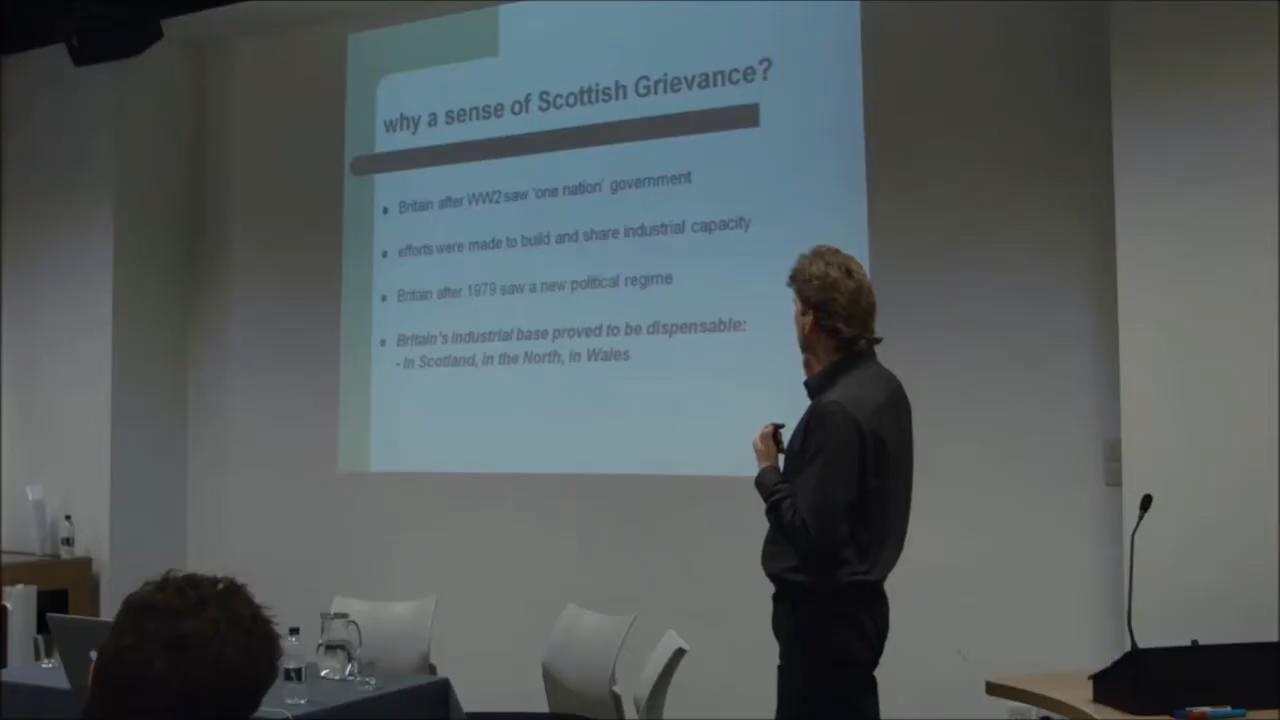 why a sense of Scottish Grievance?
• Britain after WW2 saw 'one nation' government
• efforts were made to build and share industrial capacity
• Britain after 1979 saw a new political regime
• Britain's industrial base proved to be dispensable:
- In Scotland, in the North, in Wales